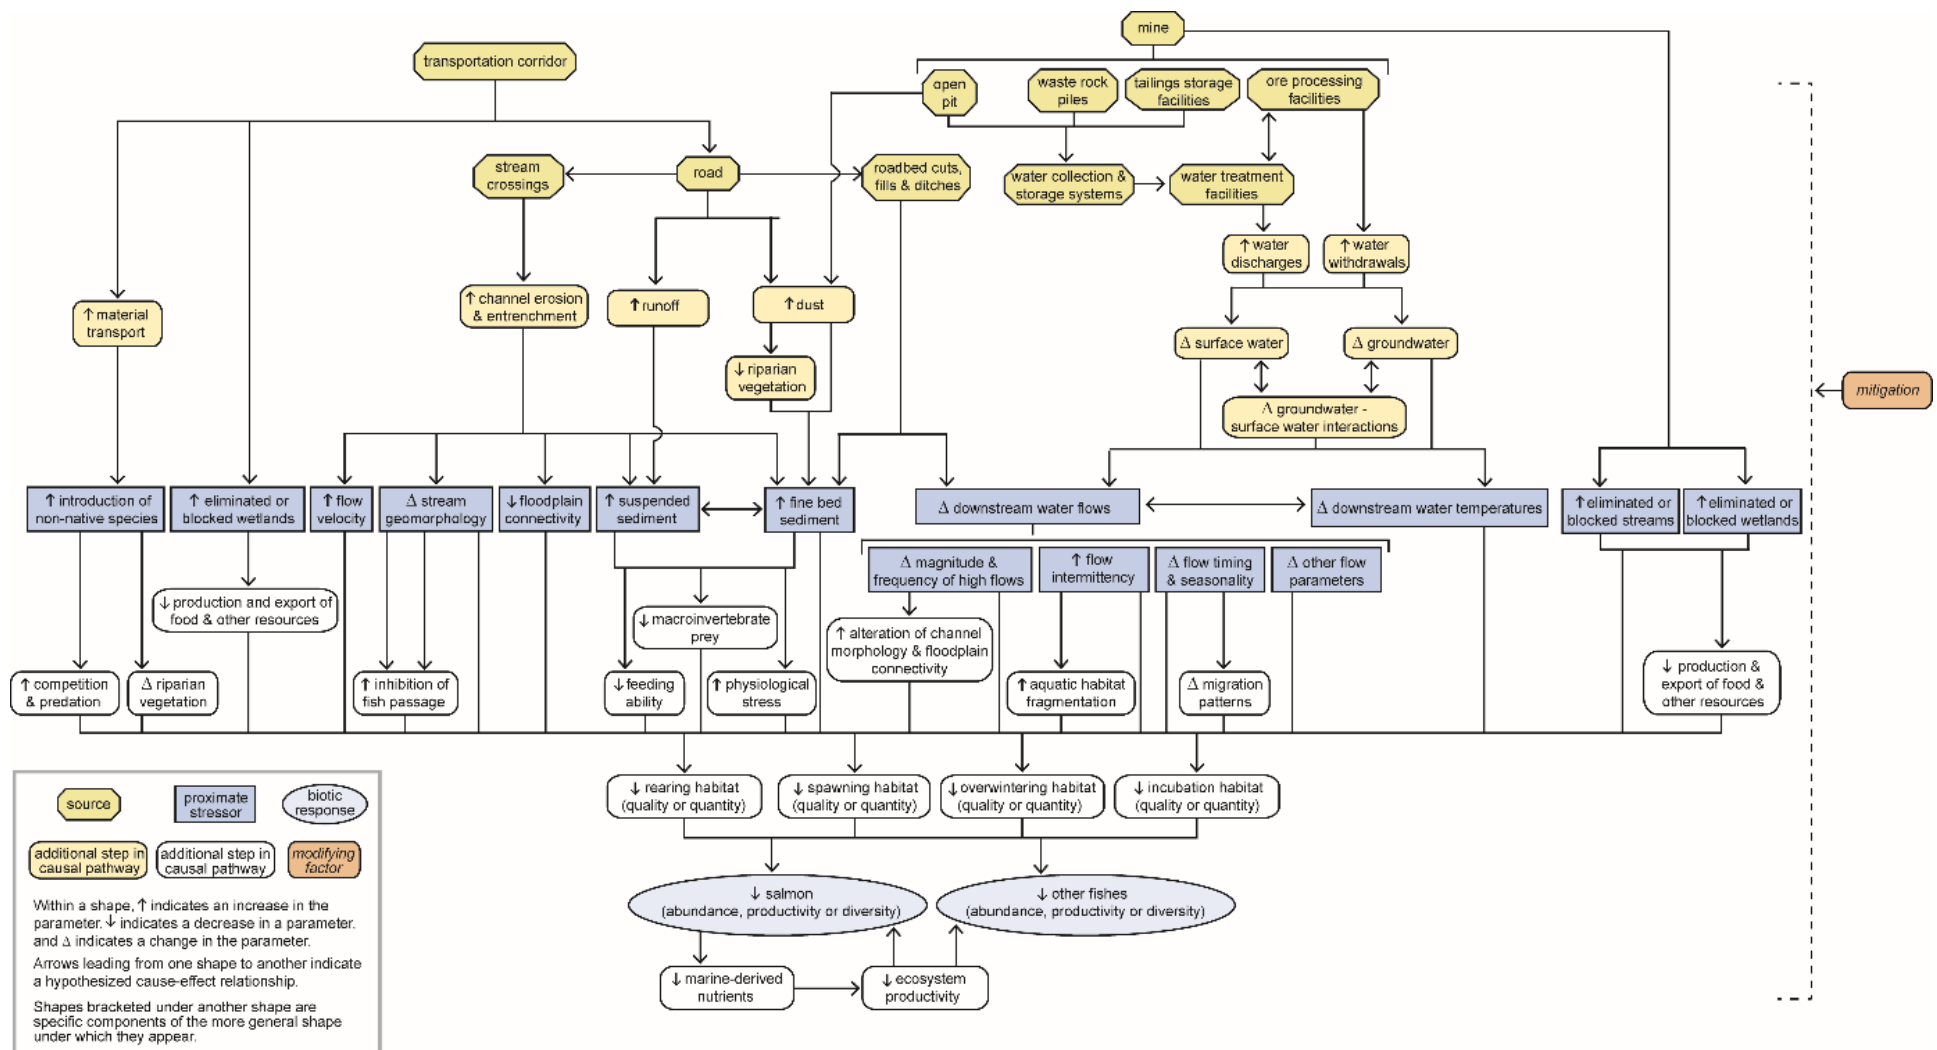 mine
transportation corridor
open
pit
waste rock
piles
tailings storage
facilities
ore processing
facilities
stream
crossings
road
roadbed cuts,
fills & ditches
water collection &
storage systems
water treatment
facilities
↑ water
discharges
↑ water
withdrawals
↑ material
transport
↑ channel erosion
& entrenchment
↑ runoff
↑ dust
Δ surface water
Δ groundwater
↓ riparian
vegetation
Δ groundwater -
surface water interactions
mitigation
↑ introduction of
non-native species
↑ eliminated or
blocked wetlands
↑ flow
velocity
Δ stream
geomorphology
↓ floodplain
connectivity
↑ suspended
sediment
↑ fine bed
sediment
Δ downstream water flows
Δ downstream water temperatures
↑ eliminated or
blocked streams
↑ eliminated or
blocked wetlands
Δ magnitude &
frequency of high flows
↑ flow
intermittency
Δ flow timing
& seasonality
Δ other flow
parameters
↓ production and export of
food & other resources
↓ macroinvertebrate
prey
↑ alteration of channel
morphology & floodplain
connectivity
↑ competition
& predation
Δ riparian
vegetation
↑ inhibition of
fish passage
↓ feeding
ability
↑ physiological
stress
↑ aquatic habitat
fragmentation
Δ migration
patterns
↓ production &
export of food &
other resources
↓ rearing habitat
(quality or quantity)
↓ spawning habitat
(quality or quantity)
↓ overwintering habitat
(quality or quantity)
↓ incubation habitat
(quality or quantity)
↓ salmon
(abundance, productivity or diversity)
↓ other fishes
(abundance, productivity or diversity)
↓ marine-derived
nutrients
↓ ecosystem
productivity
source
proximate
stressor
biotic
response
additional step in
causal pathway
additional step in
causal pathway
modifying
factor
Within a shape, ↑ indicates an increase in the
parameter. ↓ indicates a decrease in a parameter.
and Δ indicates a change in the parameter.
Arrows leading from one shape to another indicate
a hypothesized cause-effect relationship.
Shapes bracketed under another shape are
specific components of the more general shape
under which they appear.